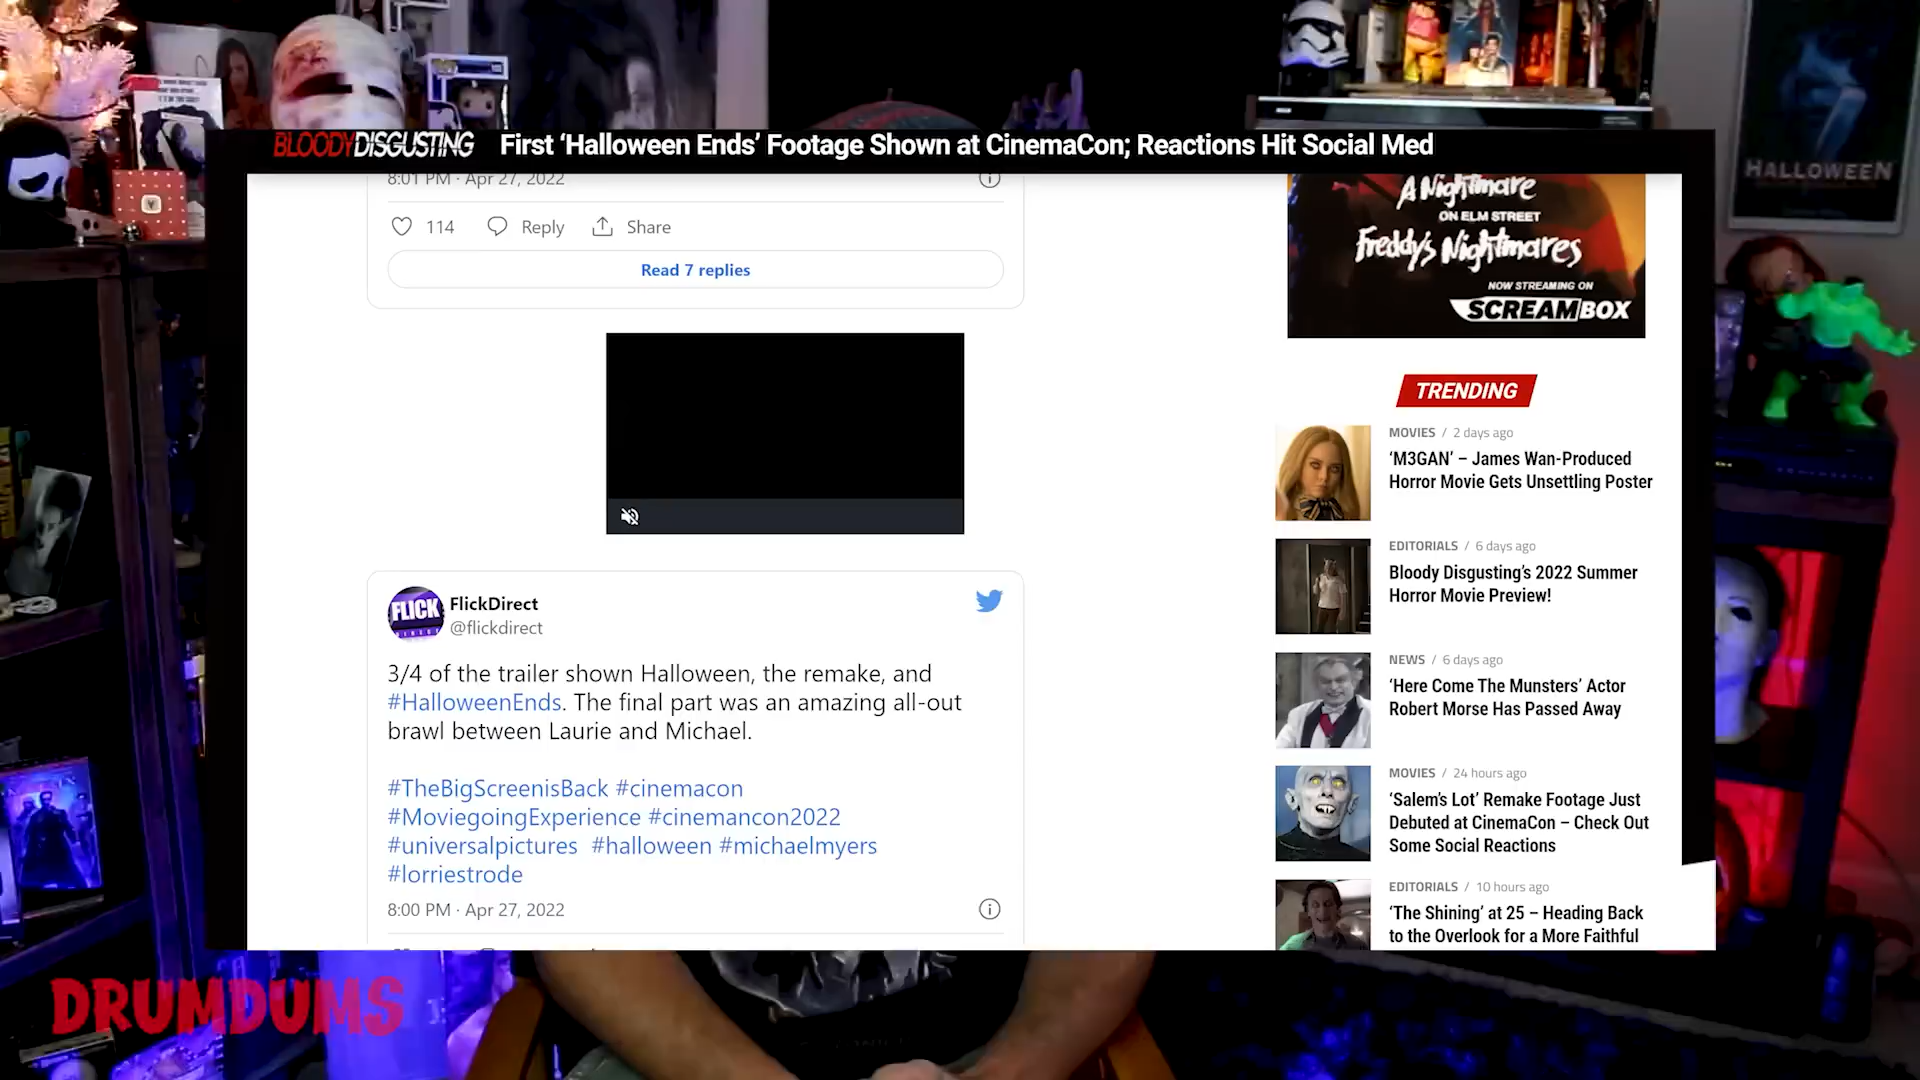 BLOODY DISGUSTING
First ‘Halloween Ends’ Footage Shown at CinemaCon; Reactions Hit Social Med
HALLOWEEN
8:01 PM · Apr 27, 2022
114 Reply Share
Read 7 replies
A Nightmare
ON ELM STREET
Freddy's Nightmares
NOW STREAMING ON
SCREAMBOX
FLICK
FlickDirect
@flickdirect
3/4 of the trailer shown Halloween, the remake, and
#HalloweenEnds. The final part was an amazing all-out
brawl between Laurie and Michael.
#TheBigScreenisBack #cinemacon
#MoviegoingExperience #cinemancon2022
#universalpictures #halloween #michaelmyers
#lorriestrode
8:00 PM · Apr 27, 2022
TRENDING
MOVIES / 2 days ago
‘M3GAN’ – James Wan-Produced
Horror Movie Gets Unsettling Poster
EDITORIALS / 6 days ago
Bloody Disgusting’s 2022 Summer
Horror Movie Preview!
NEWS / 6 days ago
‘Here Come The Munsters’ Actor
Robert Morse Has Passed Away
MOVIES / 24 hours ago
‘Salem’s Lot’ Remake Footage Just
Debuted at CinemaCon – Check Out
Some Social Reactions
EDITORIALS / 10 hours ago
‘The Shining’ at 25 – Heading Back
to the Overlook for a More Faithful
DRUMDUMS